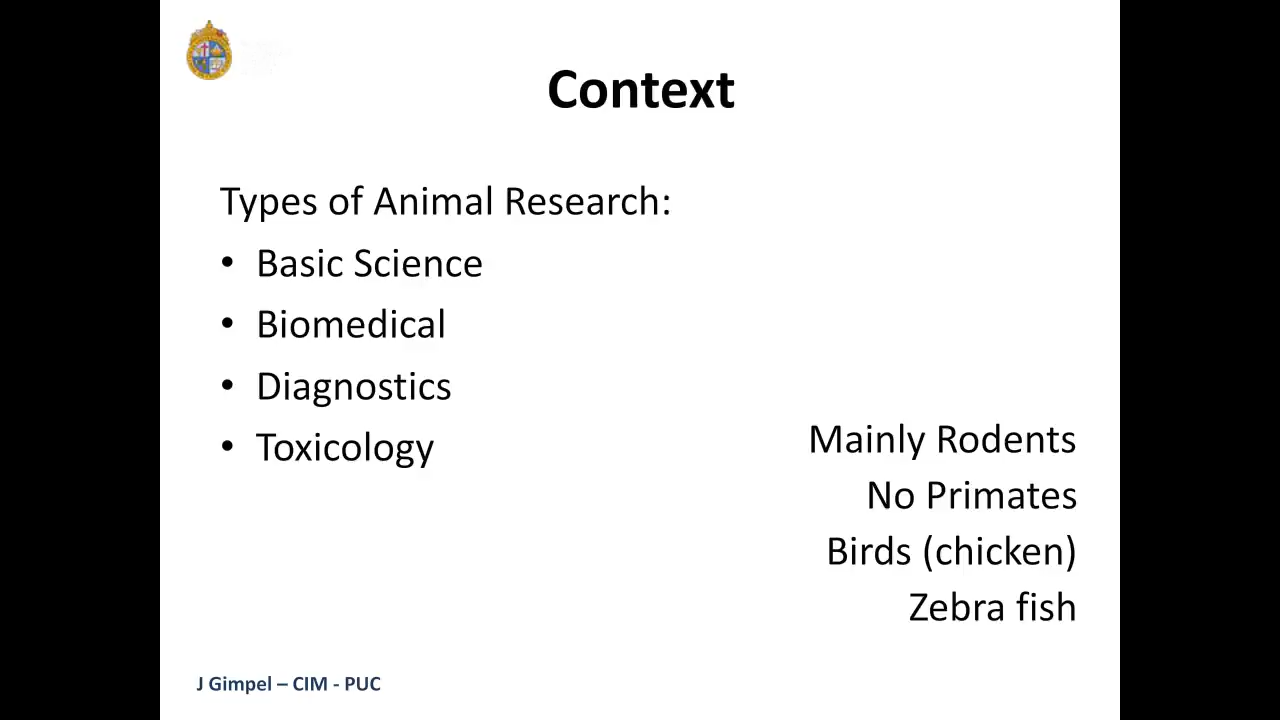 Context
Types of Animal Research:
• Basic Science
• Biomedical
• Diagnostics
• Toxicology
Mainly Rodents
No Primates
Birds (chicken)
Zebra fish
J Gimpel – CIM - PUC